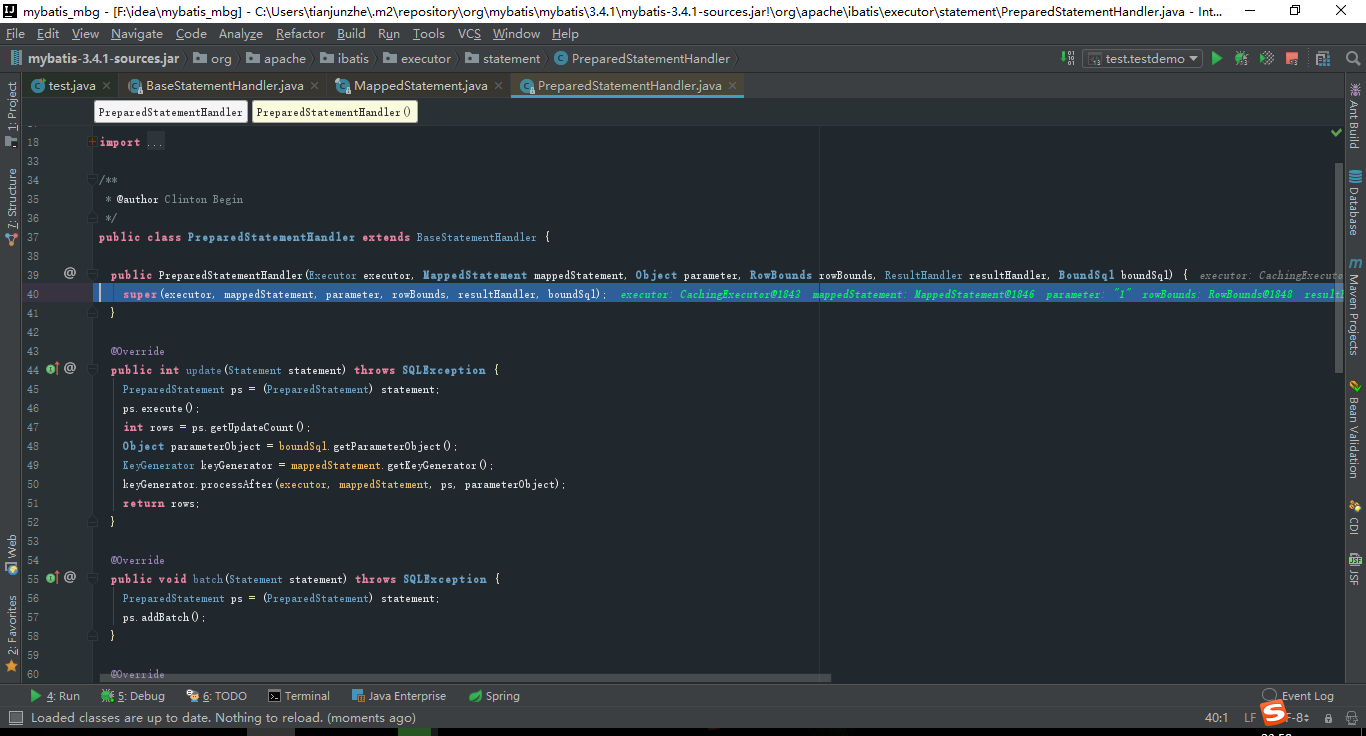 mybatis_mbg - [F:\idea\mybatis_mbg] - C:\Users\tianjunzhe\.m2\repository\org\mybatis\mybatis\3.4.1\mybatis-3.4.1-sources.jar!\org\apache\ibatis\executor\statement\PreparedStatementHandler.java - Int...
File Edit View Navigate Code Analyze Refactor Build Run Tools VCS Window Help
mybatis-3.4.1-sources.jar org apache ibatis executor statement PreparedStatementHandler test.testdemo
test.java BaseStatementHandler.java MappedStatement.java PreparedStatementHandler.java
PreparedStatementHandler PreparedStatementHandler()
18 import ...
33
34 /**
35 * @author Clinton Begin
36 */
37 public class PreparedStatementHandler extends BaseStatementHandler {
38
39 @ public PreparedStatementHandler(Executor executor, MappedStatement mappedStatement, Object parameter, RowBounds rowBounds, ResultHandler resultHandler, BoundSql boundSql) { executor: CachingExecuto
40 super(executor, mappedStatement, parameter, rowBounds, resultHandler, boundSql); executor: CachingExecutor@1843 mappedStatement: MappedStatement@1846 parameter: "1" rowBounds: RowBounds@1848 result
41 }
42
43 @Override
44 @ public int update(Statement statement) throws SQLException {
45 PreparedStatement ps = (PreparedStatement) statement;
46 ps.execute();
47 int rows = ps.getUpdateCount();
48 Object parameterObject = boundSql.getParameterObject();
49 KeyGenerator keyGenerator = mappedStatement.getKeyGenerator();
50 keyGenerator.processAfter(executor, mappedStatement, ps, parameterObject);
51 return rows;
52 }
53
54 @Override
55 @ public void batch(Statement statement) throws SQLException {
56 PreparedStatement ps = (PreparedStatement) statement;
57 ps.addBatch();
58 }
59
60 @Override
1: Project
7: Structure
Web
2: Favorites
Ant Build
Database
Maven Projects
Bean Validation
CDI
JSF
4: Run 5: Debug 6: TODO Terminal Java Enterprise Spring Event Log
Loaded classes are up to date. Nothing to reload. (moments ago) 40:1 LF F-8